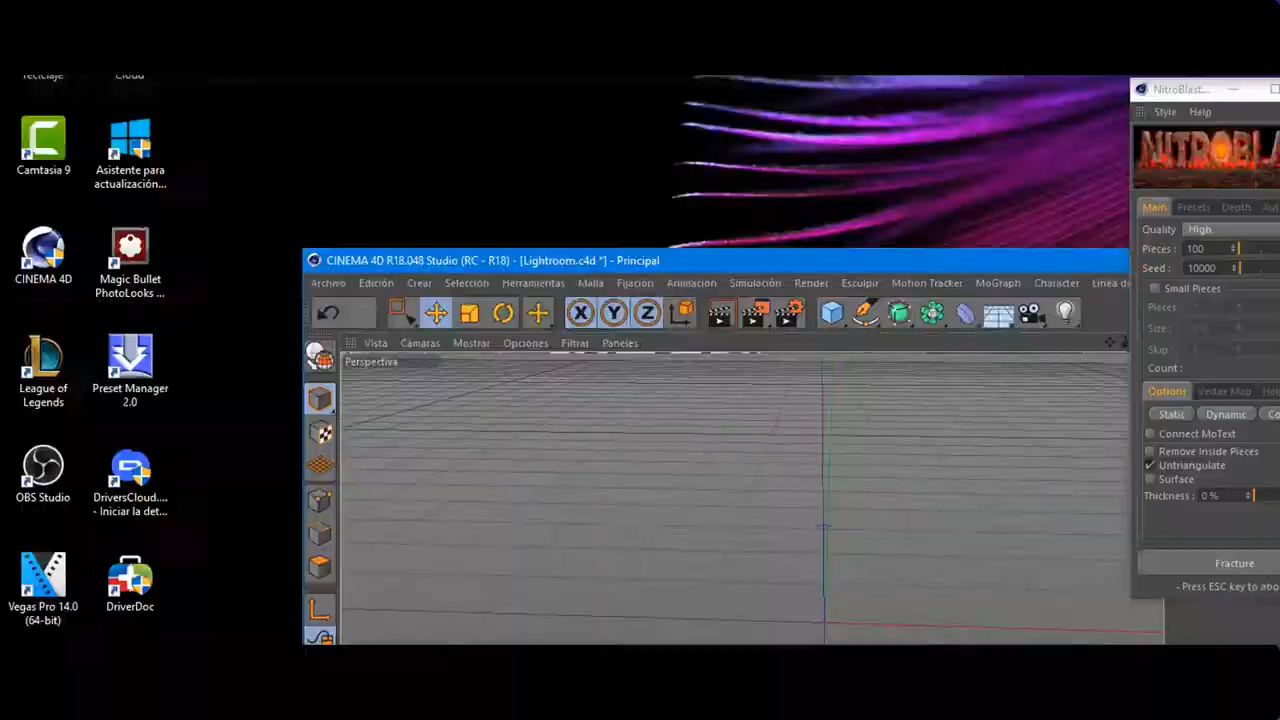 reciclaje
Cloud
Camtasia 9
Asistente para
actualización...
CINEMA 4D
Magic Bullet
PhotoLooks ...
League of
Legends
Preset Manager
2.0
OBS Studio
DriversCloud....
- Iniciar la det...
Vegas Pro 14.0
(64-bit)
DriverDoc
CINEMA 4D R18.048 Studio (RC - R18) - [Lightroom.c4d *] - Principal
Archivo Edición Crear Selección Herramientas Malla Fijación Animación Simulación Render Esculpir Motion Tracker MoGraph Character Línea d
X Y Z
Vista Cámaras Mostrar Opciones Filtrar Paneles
Perspectiva
NitroBlast...
Style Help
NITROBLA
Main Presets Depth Au
Quality High
Pieces : 100
Seed : 10000
Small Pieces
Pieces
Size :
Skip :
Count :
Options Vertex Map He
Static Dynamic Co
Connect MoText
Remove Inside Pieces
Untriangulate
Surface
Thickness : 0 %
Fracture
- Press ESC key to abo